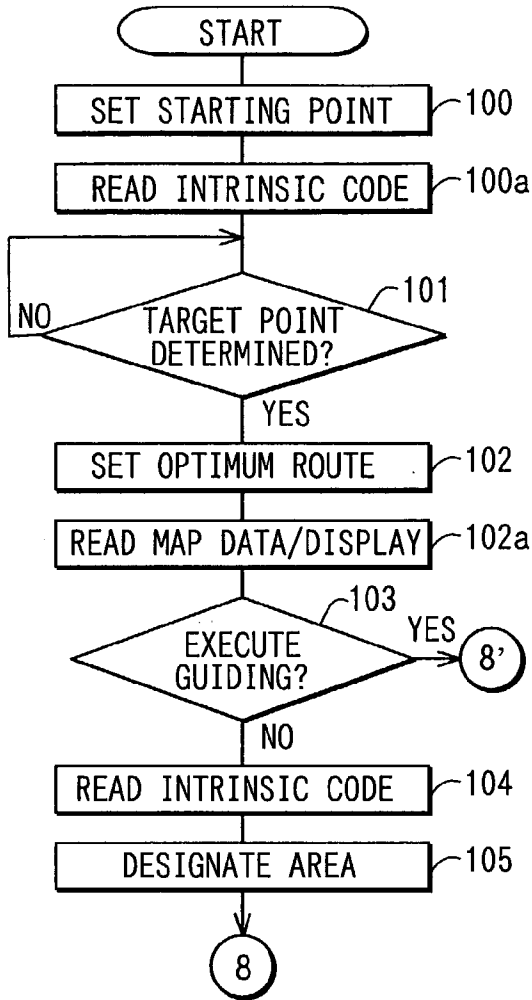 START
SET STARTING POINT 100
READ INTRINSIC CODE 100a
101
NO
TARGET POINT
DETERMINED?
YES
SET OPTIMUM ROUTE 102
READ MAP DATA/DISPLAY 102a
103
EXECUTE
GUIDING?
YES
8'
NO
READ INTRINSIC CODE 104
DESIGNATE AREA 105
8